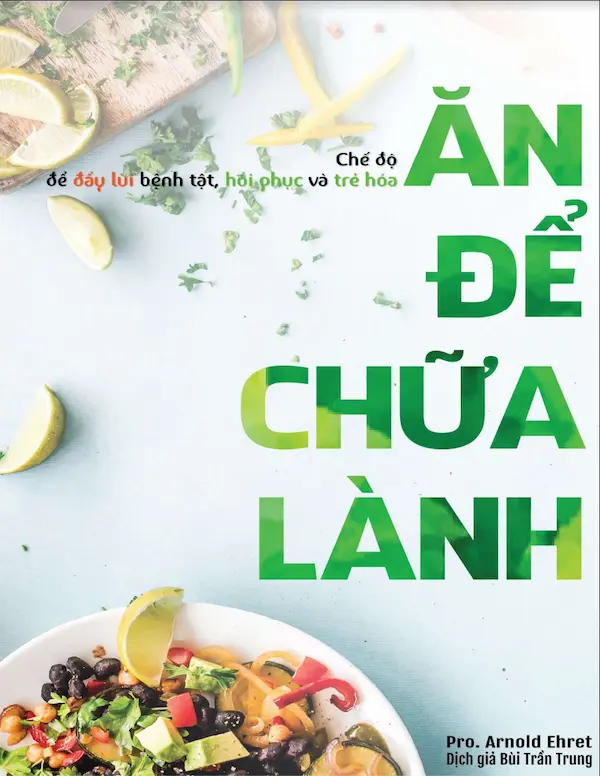 Chế độ
để đẩy lùi bệnh tật, hồi phục và trẻ hóa
ĂN
ĐỂ
CHỮA
LÀNH
Pro. Arnold Ehret
Dịch giả Bùi Trần Trung